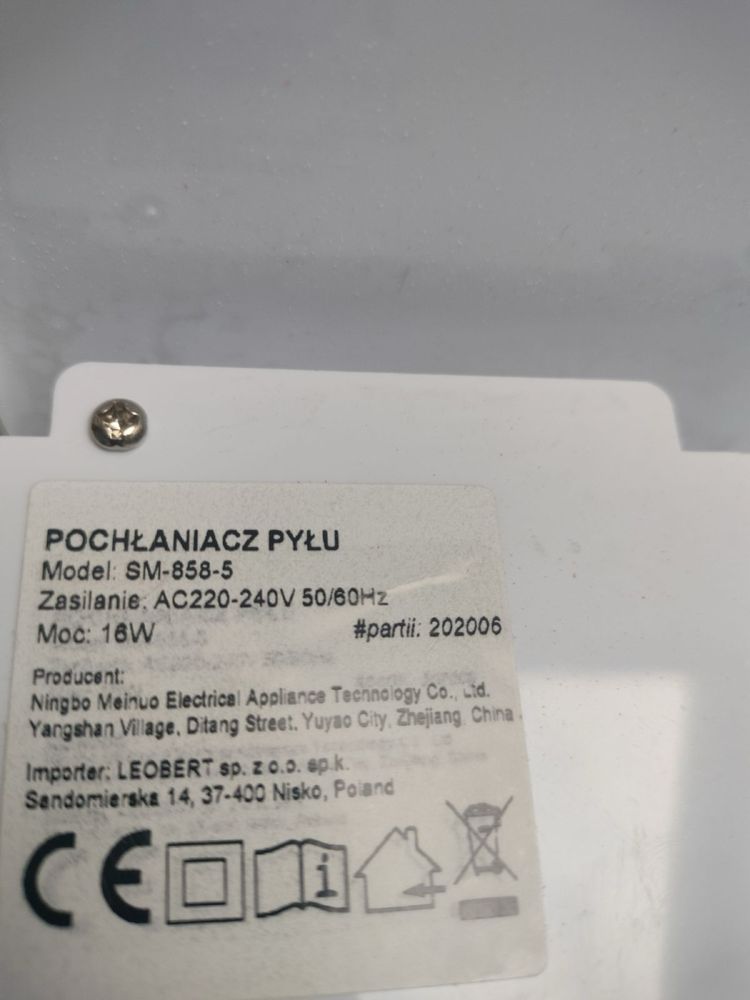 POCHŁANIACZ PYŁU
Model: SM-858-5
Zasilanie: AC220-240V 50/60Hz
Moc: 16W #partii: 202006
Producent:
Ningbo Meinuo Electrical Appliance Technology Co., Ltd.
Yangshan Village, Ditang Street, Yuyao City, Zhejiang, China
Importer: LEOBERT sp. z o.o. sp.k.
Sandomierska 14, 37-400 Nisko, Poland
CE